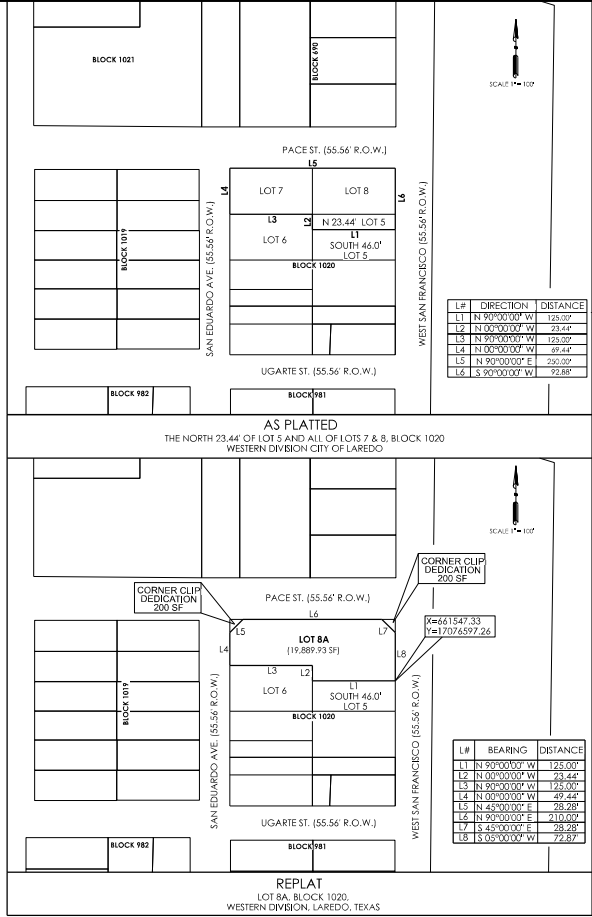 BLOCK 1021
BLOCK 690
SCALE 1"= 100'
PACE ST. (55.56' R.O.W.)
L5
L4
LOT 7
LOT 8
L6
L3
L2
N 23.44' LOT 5
LOT 6
L1
SOUTH 46.0'
LOT 5
BLOCK 1020
BLOCK 1019
SAN EDUARDO AVE. (55.56' R.O.W.)
WEST SAN FRANCISCO (55.56' R.O.W.)
L# DIRECTION DISTANCE
L1 N 90°00'00" W 125.00'
L2 N 00°00'00" W 23.44'
L3 N 90°00'00" W 125.00'
L4 N 00°00'00" W 69.44'
L5 N 90°00'00" E 250.00'
L6 S 90°00'00" W 92.88'
UGARTE ST. (55.56' R.O.W.)
BLOCK 982
BLOCK 981
AS PLATTED
THE NORTH 23.44' OF LOT 5 AND ALL OF LOTS 7 & 8, BLOCK 1020
WESTERN DIVISION CITY OF LAREDO
SCALE 1"= 100'
CORNER CLIP
DEDICATION
200 SF
CORNER CLIP
DEDICATION
200 SF
PACE ST. (55.56' R.O.W.)
L6
X=661547.33
Y=17076597.26
L5
L7
LOT 8A
(19,889.93 SF)
L4
L8
L3
L2
LOT 6
L1
SOUTH 46.0'
LOT 5
BLOCK 1020
BLOCK 1019
SAN EDUARDO AVE. (55.56' R.O.W.)
WEST SAN FRANCISCO (55.56' R.O.W.)
L# BEARING DISTANCE
L1 N 90°00'00" W 125.00'
L2 N 00°00'00" W 23.44'
L3 N 90°00'00" W 125.00'
L4 N 00°00'00" W 49.44'
L5 N 45°00'00" E 28.28'
L6 N 90°00'00" E 210.00'
L7 S 45°00'00" E 28.28'
L8 S 05°00'00" W 72.87'
UGARTE ST. (55.56' R.O.W.)
BLOCK 982
BLOCK 981
REPLAT
LOT 8A, BLOCK 1020,
WESTERN DIVISION, LAREDO, TEXAS